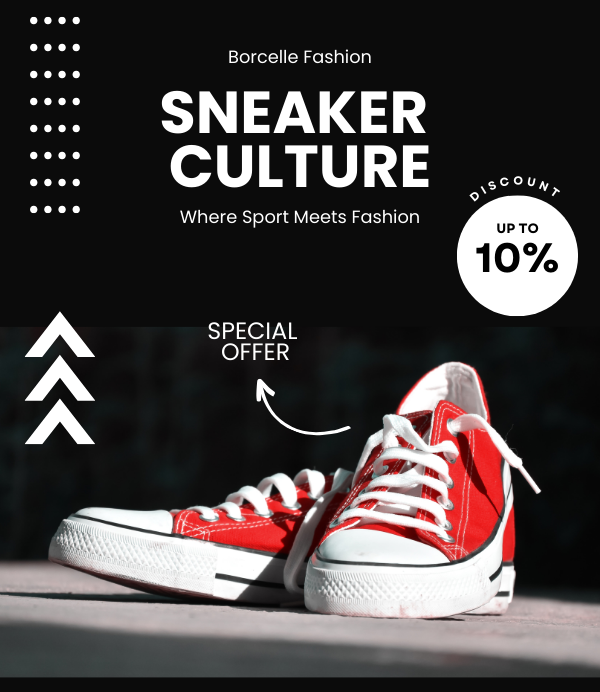 Borcelle Fashion
SNEAKER
CULTURE
Where Sport Meets Fashion
DISCOUNT
UP TO
10%
SPECIAL
OFFER